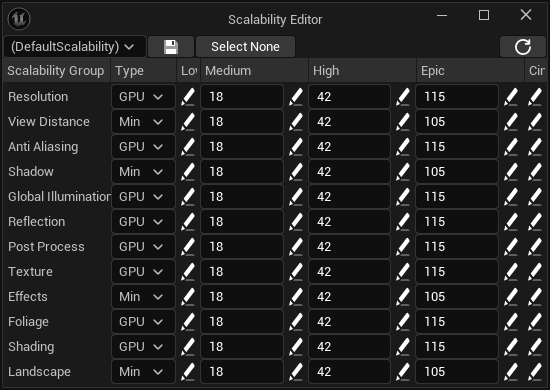 Scalability Editor
(DefaultScalability) Select None
Scalability Group Type Lo Medium High Epic Cin
Resolution GPU 18 42 115
View Distance Min 18 42 105
Anti Aliasing GPU 18 42 115
Shadow Min 18 42 105
Global Illumination GPU 18 42 115
Reflection GPU 18 42 115
Post Process GPU 18 42 115
Texture GPU 18 42 115
Effects Min 18 42 105
Foliage GPU 18 42 115
Shading GPU 18 42 115
Landscape Min 18 42 105